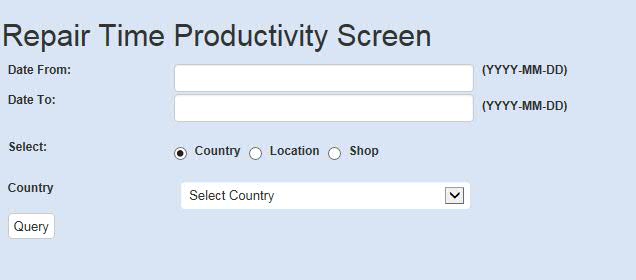 Repair Time Productivity Screen
Date From: (YYYY-MM-DD)
Date To: (YYYY-MM-DD)
Select: Country Location Shop
Country Select Country
Query